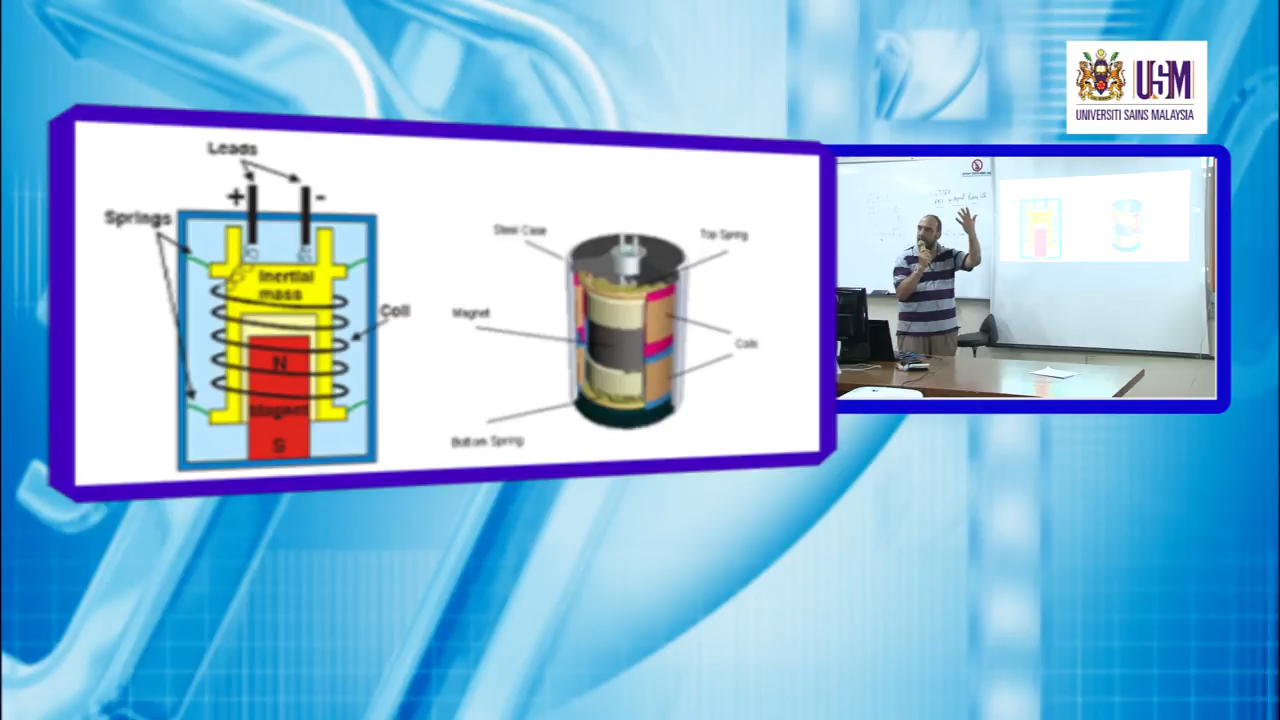 Leads
+
-
Springs
Inertial
mass
Coil
N
Magnet
S
Steel Case
Top Spring
Magnet
Coils
Bottom Spring
USM
UNIVERSITI SAINS MALAYSIA